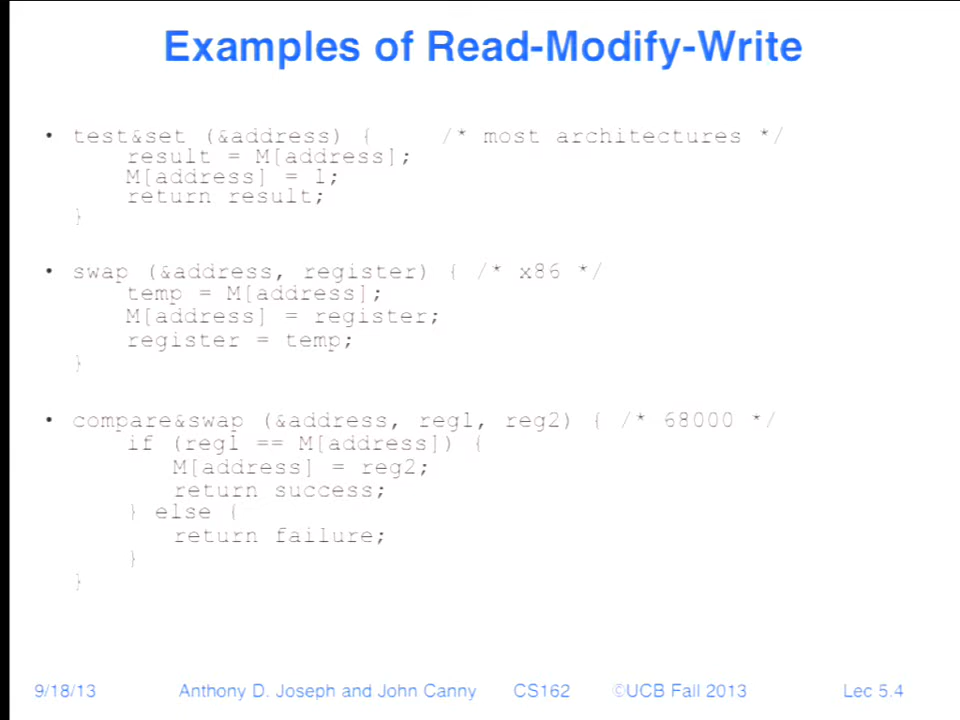 Examples of Read-Modify-Write
• test&set (&address) { /* most architectures */
result = M[address];
M[address] = 1;
return result;
}
• swap (&address, register) { /* x86 */
temp = M[address];
M[address] = register;
register = temp;
}
• compare&swap (&address, reg1, reg2) { /* 68000 */
if (reg1 == M[address]) {
M[address] = reg2;
return success;
} else {
return failure;
}
}
9/18/13 Anthony D. Joseph and John Canny CS162 ©UCB Fall 2013 Lec 5.4